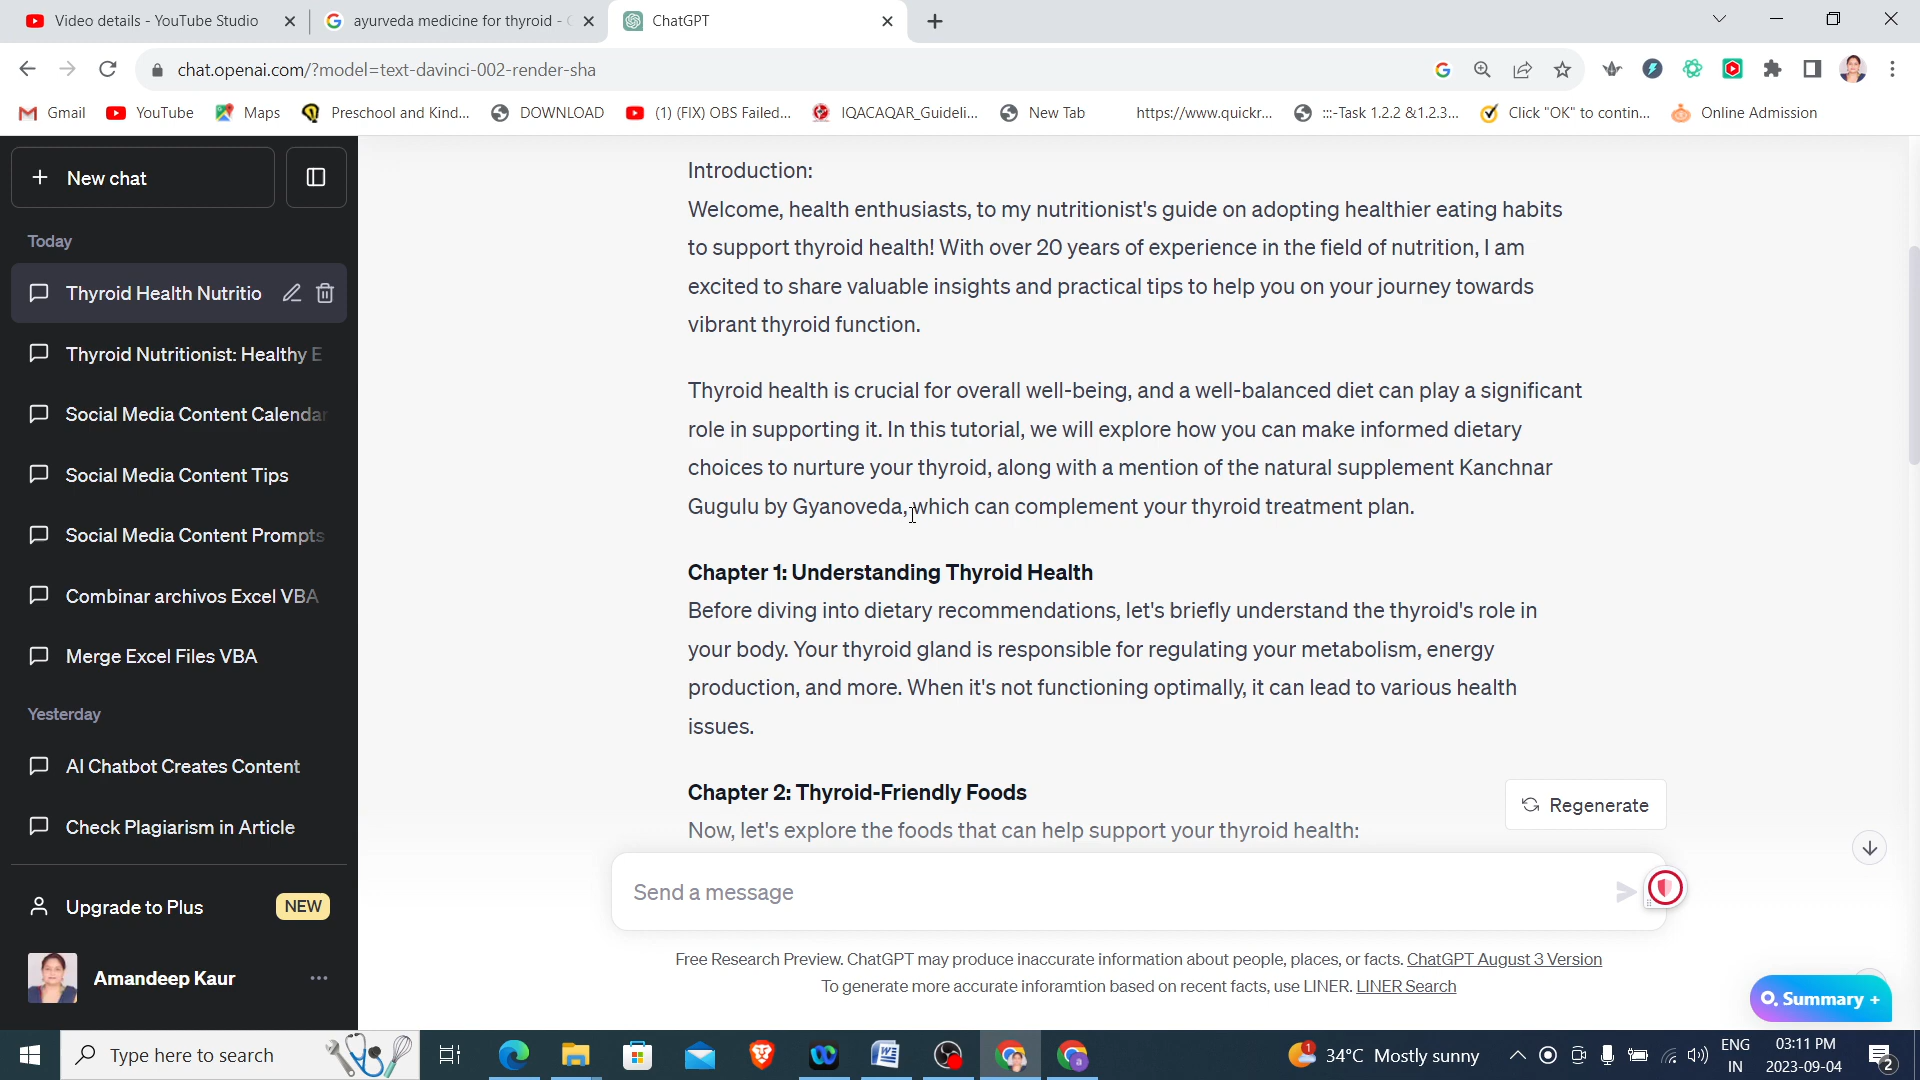 Video details - YouTube Studio
ayurveda medicine for thyroid -
ChatGPT
chat.openai.com/?model=text-davinci-002-render-sha
Gmail
YouTube
Maps
Preschool and Kind...
DOWNLOAD
(1) (FIX) OBS Failed...
IQACAQAR_Guideli...
New Tab
https://www.quickr...
:::-Task 1.2.2 &1.2.3...
Click "OK" to contin...
Online Admission
New chat
Today
Thyroid Health Nutritio
Thyroid Nutritionist: Healthy E
Social Media Content Calendar
Social Media Content Tips
Social Media Content Prompts
Combinar archivos Excel VBA
Merge Excel Files VBA
Yesterday
AI Chatbot Creates Content
Check Plagiarism in Article
Upgrade to Plus
NEW
Amandeep Kaur
Introduction:
Welcome, health enthusiasts, to my nutritionist's guide on adopting healthier eating habits
to support thyroid health! With over 20 years of experience in the field of nutrition, I am
excited to share valuable insights and practical tips to help you on your journey towards
vibrant thyroid function.
Thyroid health is crucial for overall well-being, and a well-balanced diet can play a significant
role in supporting it. In this tutorial, we will explore how you can make informed dietary
choices to nurture your thyroid, along with a mention of the natural supplement Kanchnar
Gugulu by Gyanoveda, which can complement your thyroid treatment plan.
Chapter 1: Understanding Thyroid Health
Before diving into dietary recommendations, let's briefly understand the thyroid's role in
your body. Your thyroid gland is responsible for regulating your metabolism, energy
production, and more. When it's not functioning optimally, it can lead to various health
issues.
Chapter 2: Thyroid-Friendly Foods
Now, let's explore the foods that can help support your thyroid health:
Regenerate
Send a message
Free Research Preview. ChatGPT may produce inaccurate information about people, places, or facts. ChatGPT August 3 Version
To generate more accurate inforamtion based on recent facts, use LINER. LINER Search
Summary +
Type here to search
1
34°C Mostly sunny
ENG
IN
03:11 PM
2023-09-04
2